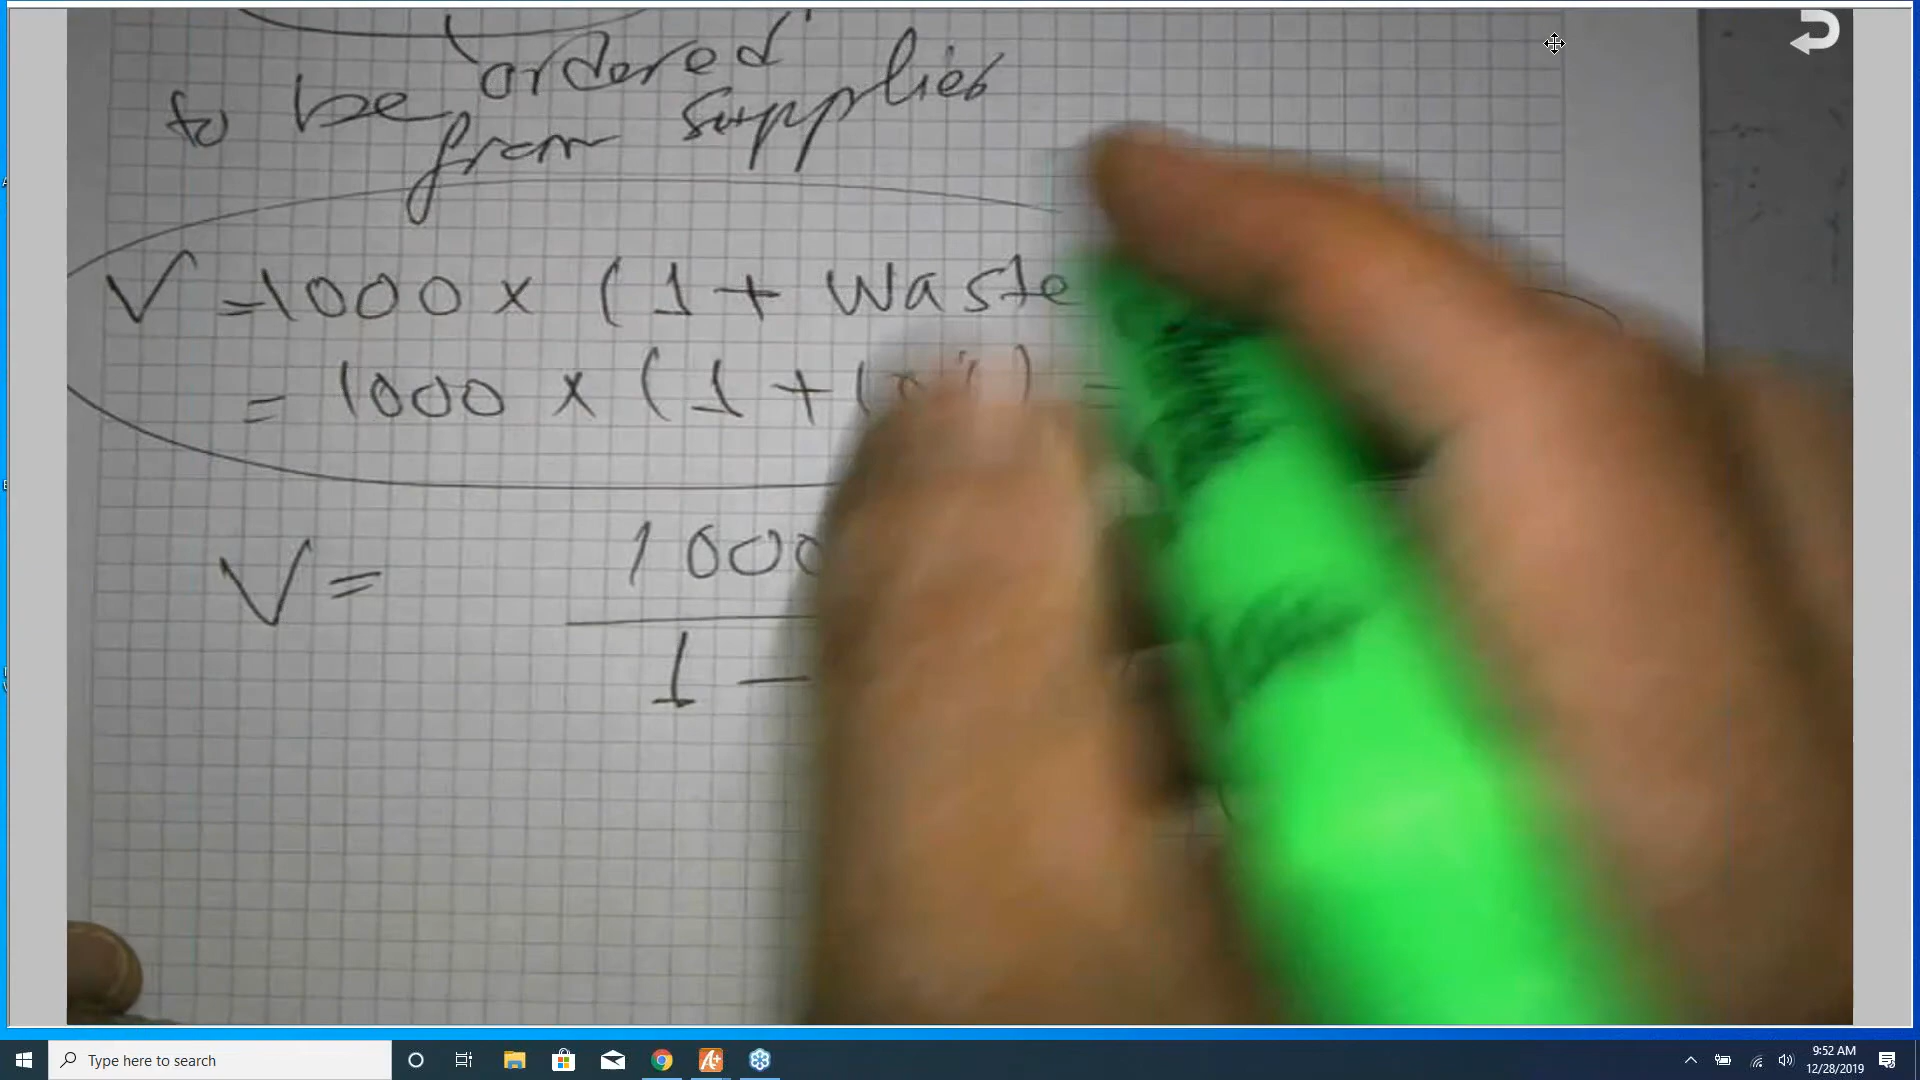 ordered
to be
from supplier
V = 1000 x ( 1 + Waste
= 1000 x ( 1 + 10%) =
V = 1000
1 -
Type here to search
9:52 AM
12/28/2019